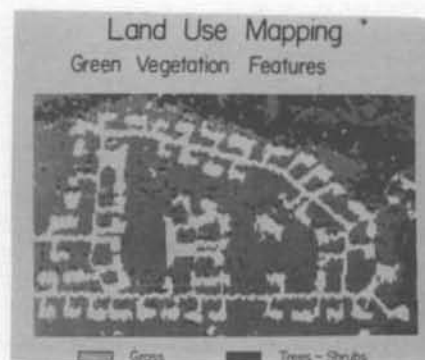 Land Use Mapping
Green Vegetation Features
Grass
Trees - Shrubs